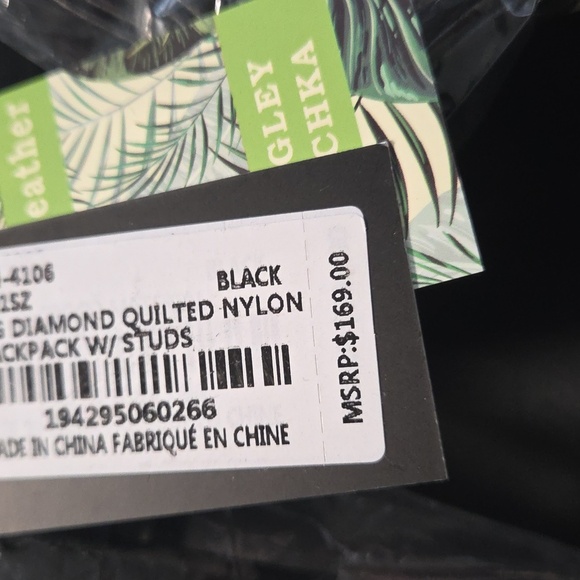 eather
GLEY
CHKA
-4106
BLACK
1SZ
G DIAMOND QUILTED NYLON
ACKPACK W/ STUDS
194295060266
ADE IN CHINA FABRIQUÉ EN CHINE
MSRP:$169.00